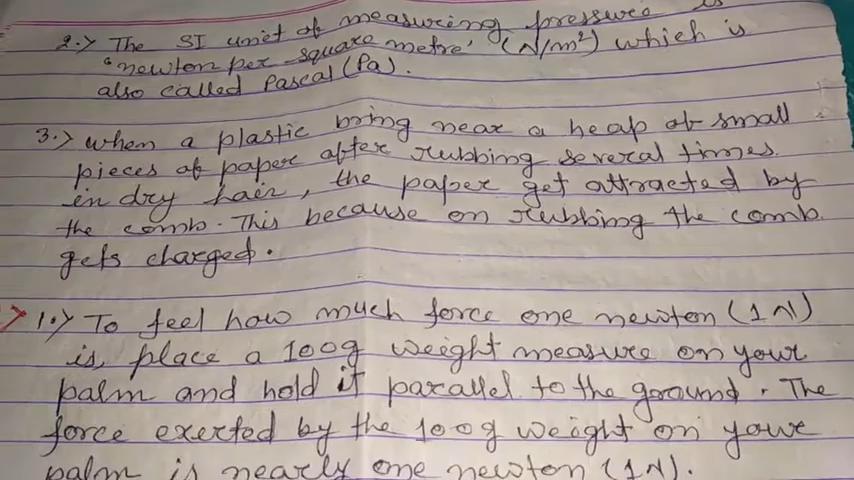 2.> The SI unit of measuring pressure is
'newton per square metre' (N/m²) which is
also called Pascal (Pa).
3.> when a plastic bring near a heap of small
pieces of paper after rubbing several times
in dry hair, the paper get attracted by
the comb. This because on rubbing the comb
gets charged.
1.> To feel how much force one newton (1N)
is, place a 100g weight measure on your
palm and hold it parallel to the ground. The
force exerted by the 100g weight on your
palm is nearly one newton (1N).